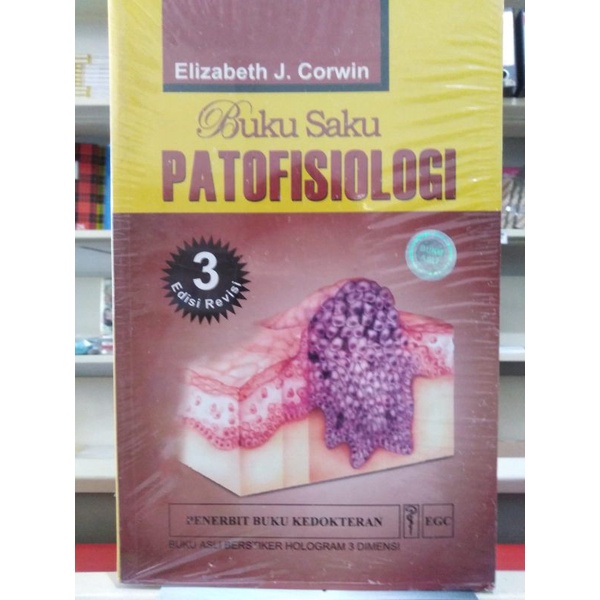 Elizabeth J. Corwin
Buku Saku
PATOFISIOLOGI
3
Edisi Revisi
PENERBIT BUKU KEDOKTERAN
EGC
BUKU ASLI BERSTIKER HOLOGRAM 3 DIMENSI